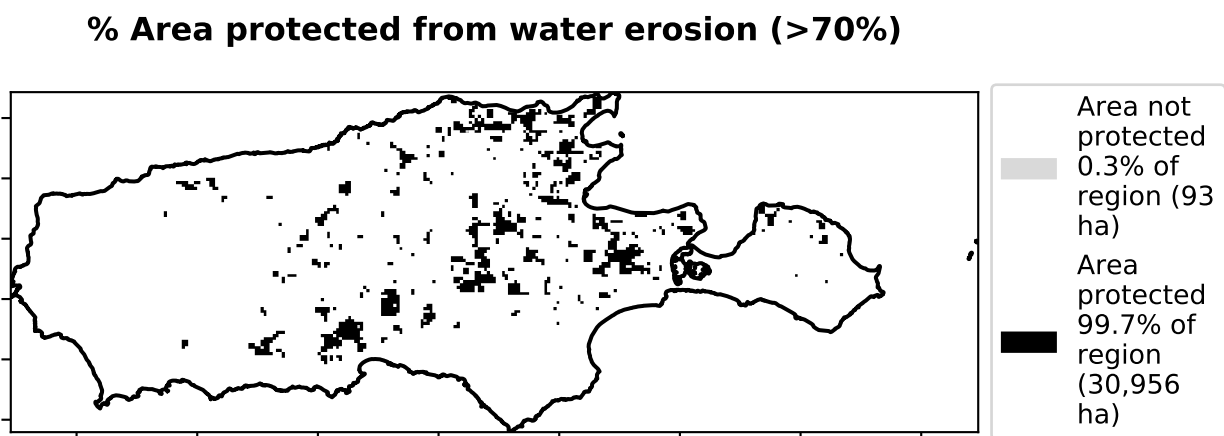 % Area protected from water erosion (>70%)
Area not
protected
0.3% of
region (93
ha)
Area
protected
99.7% of
region
(30,956
ha)